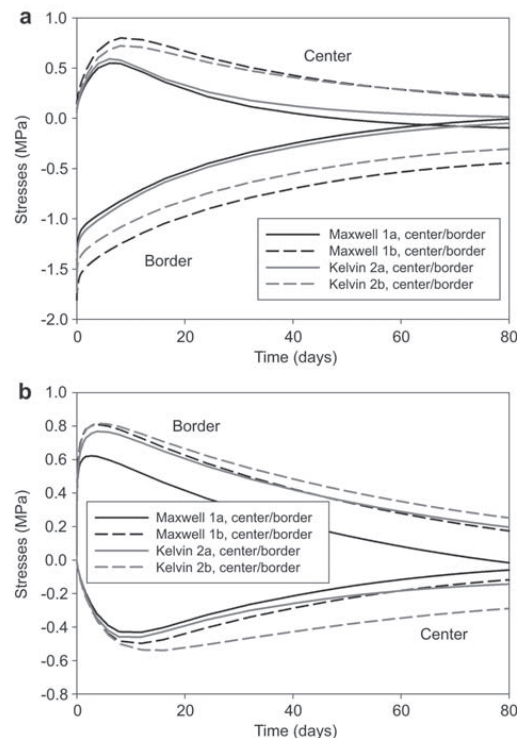 a
1.0
0.5
0.0
-0.5
-1.0
-1.5
-2.0
Stresses (MPa)
Center
Border
Maxwell 1a, center/border
Maxwell 1b, center/border
Kelvin 2a, center/border
Kelvin 2b, center/border
0 20 40 60 80
Time (days)
b
1.0
0.8
0.6
0.4
0.2
0.0
-0.2
-0.4
-0.6
-0.8
Stresses (MPa)
Border
Maxwell 1a, center/border
Maxwell 1b, center/border
Kelvin 2a, center/border
Kelvin 2b, center/border
Center
0 20 40 60 80
Time (days)